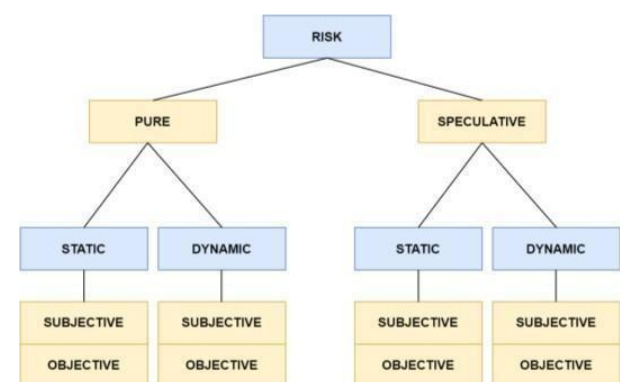 RISK
PURE
SPECULATIVE
STATIC
DYNAMIC
STATIC
DYNAMIC
SUBJECTIVE
SUBJECTIVE
SUBJECTIVE
SUBJECTIVE
OBJECTIVE
OBJECTIVE
OBJECTIVE
OBJECTIVE